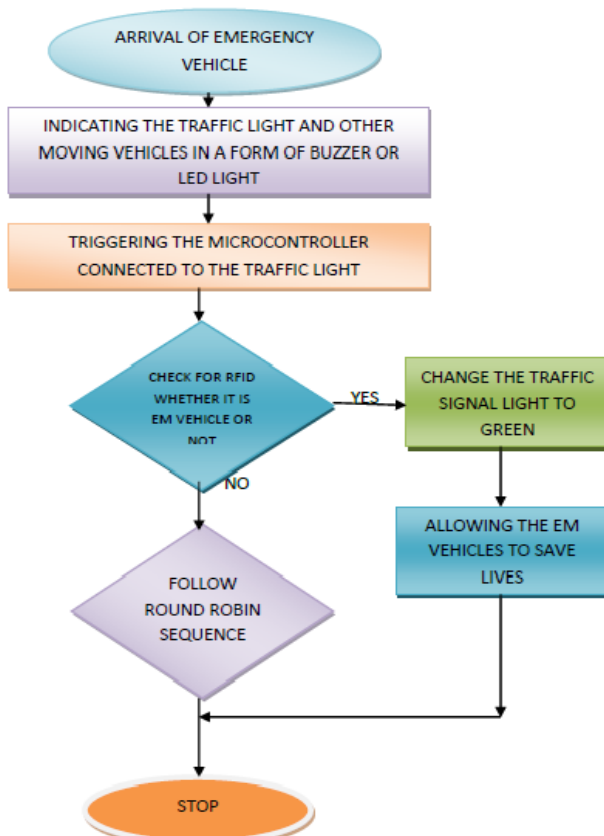 ARRIVAL OF EMERGENCY
VEHICLE
INDICATING THE TRAFFIC LIGHT AND OTHER
MOVING VEHICLES IN A FORM OF BUZZER OR
LED LIGHT
TRIGGERING THE MICROCONTROLLER
CONNECTED TO THE TRAFFIC LIGHT
CHECK FOR RFID
WHETHER IT IS
EM VEHICLE OR
NOT
YES
CHANGE THE TRAFFIC
SIGNAL LIGHT TO
GREEN
NO
ALLOWING THE EM
VEHICLES TO SAVE
LIVES
FOLLOW
ROUND ROBIN
SEQUENCE
STOP